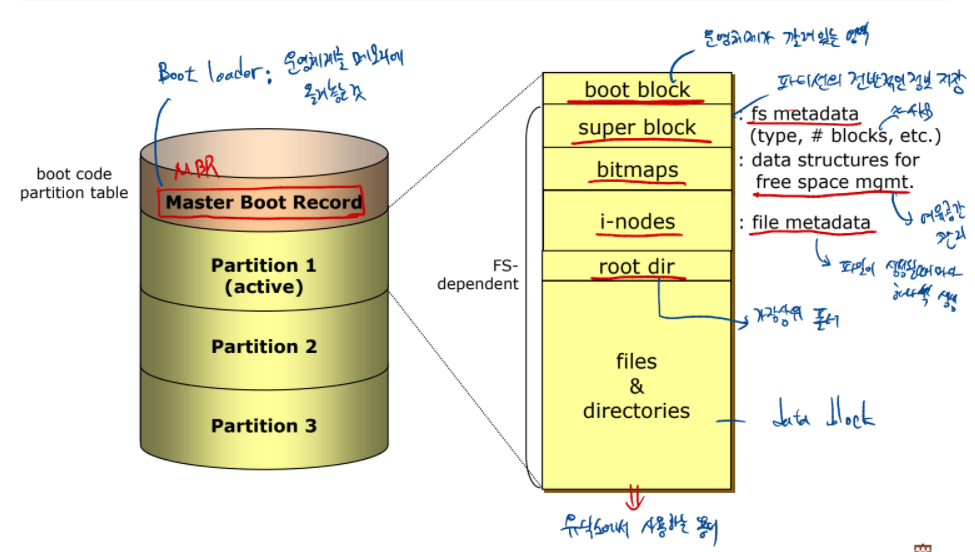 운영체제가 깔려있는 영역
Boot loader: 운영체제를 메모리에
올려놓는 것
파티션의 전반적인 정보 저장
boot block
: fs metadata
(type, # blocks, etc.)
super block
MBR
boot code
partition table
Master Boot Record
bitmaps
: data structures for
free space mgmt.
여유공간
관리
i-nodes
: file metadata
파일이 생성될때마다
하나씩 생성
Partition 1
(active)
FS-
dependent
root dir
가장상위 폴더
Partition 2
files
&
directories
data block
Partition 3
유닉스에서 사용하는 용어